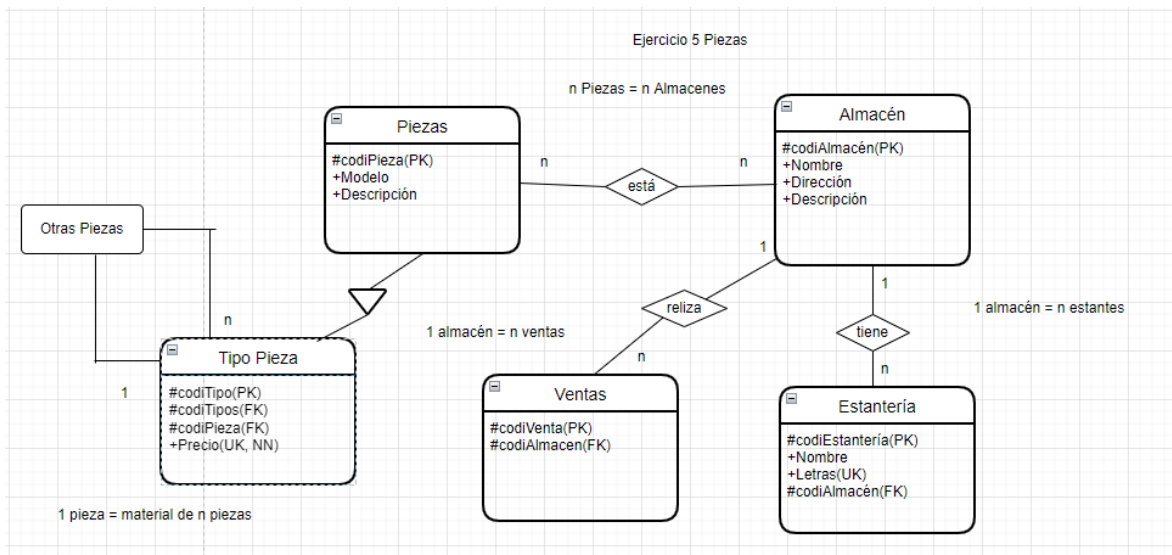 Ejercicio 5 Piezas
n Piezas = n Almacenes
Piezas
#codiPieza(PK)
+Modelo
+Descripción
n
está
n
Almacén
#codiAlmacén(PK)
+Nombre
+Dirección
+Descripción
Otras Piezas
n
1
Tipo Pieza
#codiTipo(PK)
#codiTipos(FK)
#codiPieza(FK)
+Precio(UK, NN)
1 pieza = material de n piezas
1
reliza
1 almacén = n ventas
n
Ventas
#codiVenta(PK)
#codiAlmacen(FK)
1
tiene
1 almacén = n estantes
n
Estantería
#codiEstantería(PK)
+Nombre
+Letras(UK)
#codiAlmacén(FK)